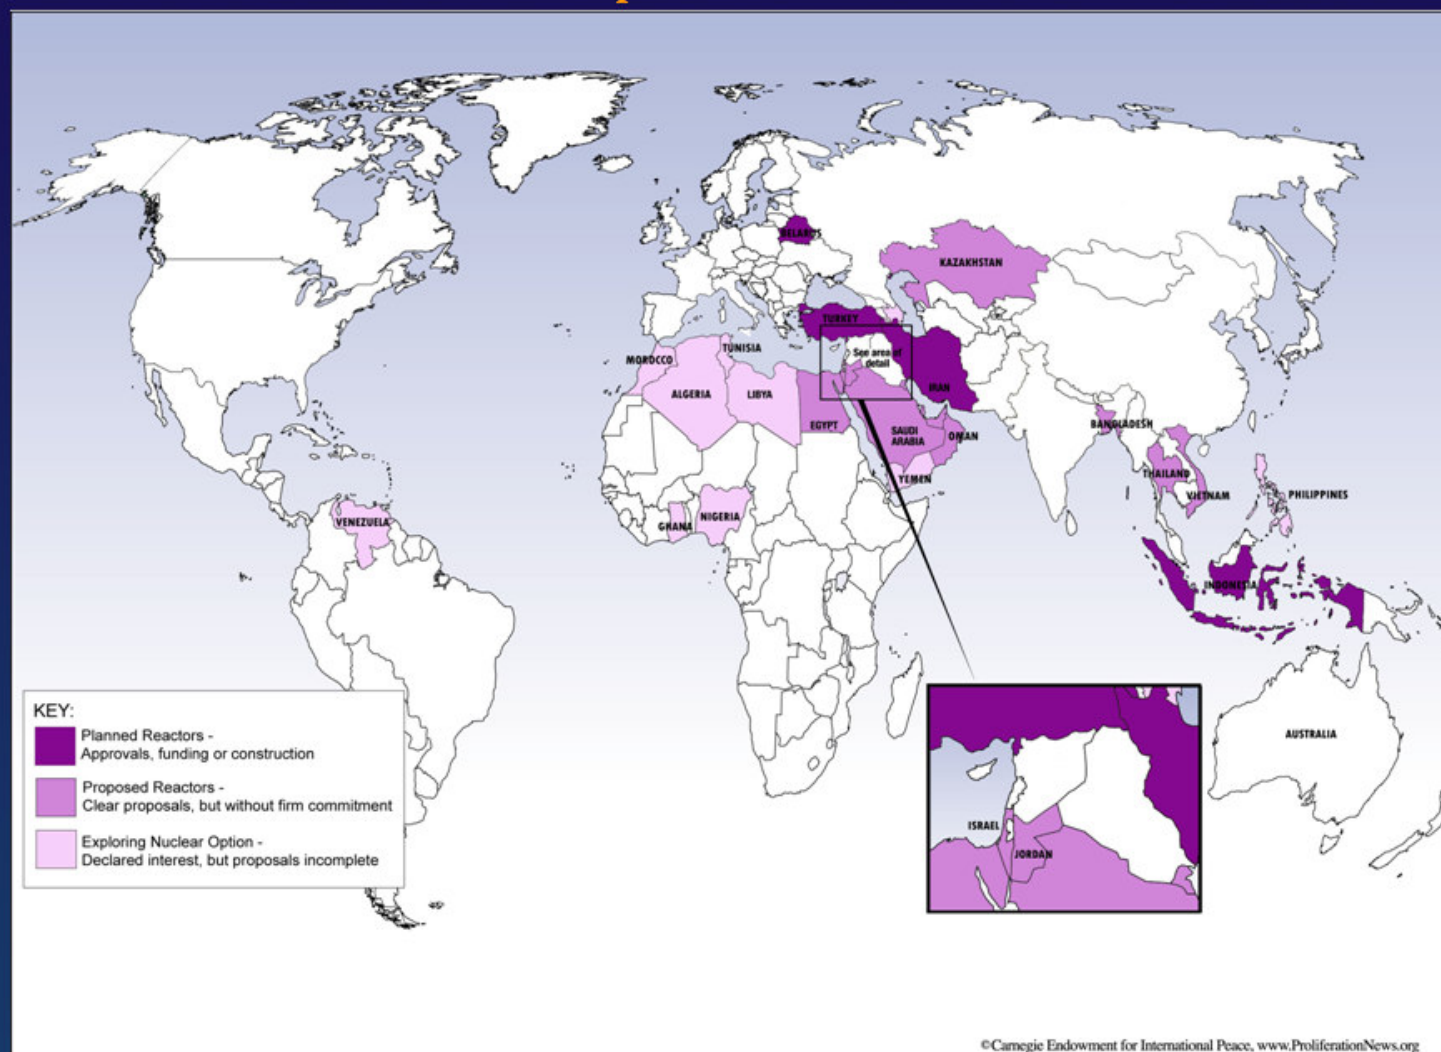 BELARUS
KAZAKHSTAN
TURKEY
See area of
detail
TUNISIA
MOROCCO
ALGERIA
LIBYA
IRAN
EGYPT
SAUDI
ARABIA
OMAN
BANGLADESH
YEMEN
THAILAND
VIETNAM
PHILIPPINES
VENEZUELA
GHANA
NIGERIA
INDONESIA
KEY:
Planned Reactors -
Approvals, funding or construction
Proposed Reactors -
Clear proposals, but without firm commitment
Exploring Nuclear Option -
Declared interest, but proposals incomplete
ISRAEL
JORDAN
AUSTRALIA
©Carnegie Endowment for International Peace, www.ProliferationNews.org